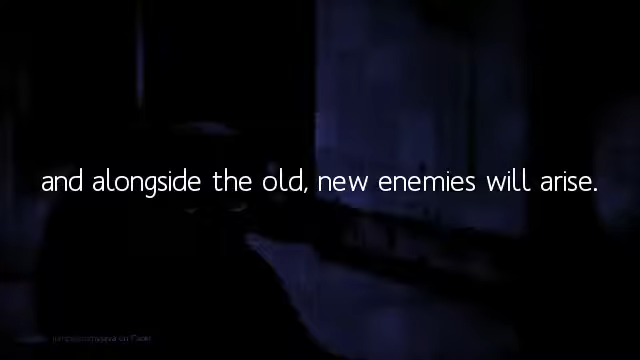 and alongside the old, new enemies will arise.